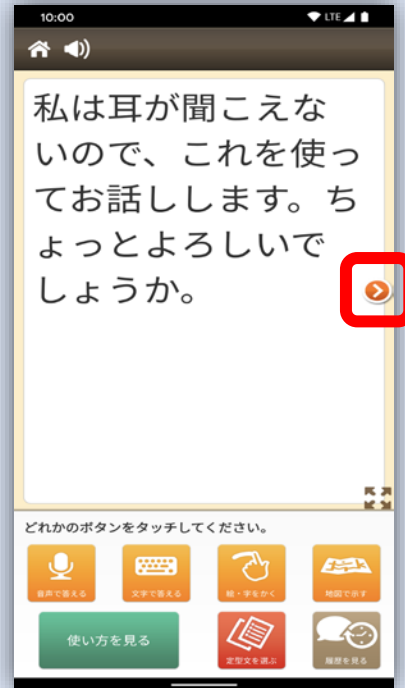 10:00
LTE
私は耳が聞こえな
いので、これを使っ
てお話しします。ち
ょっとよろしいで
しょうか。
どれかのボタンをタッチしてください。
音声で答える
文字で答える
絵・字をかく
地図で示す
使い方を見る
定型文を選ぶ
履歴を見る